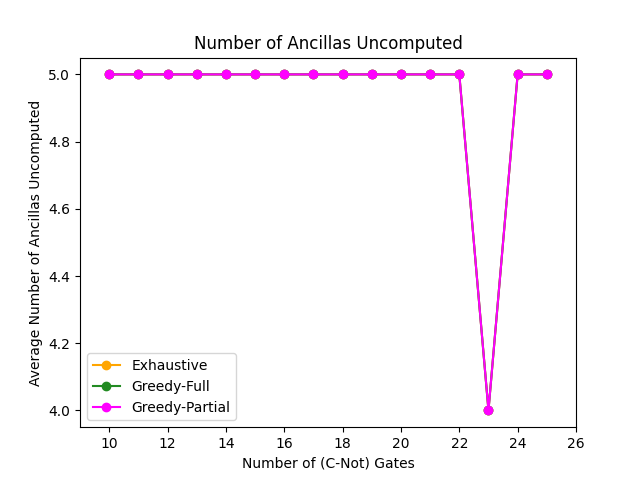 Number of Ancillas Uncomputed
Average Number of Ancillas Uncomputed
5.0
4.8
4.6
4.4
4.2
4.0
Exhaustive
Greedy-Full
Greedy-Partial
10 12 14 16 18 20 22 24 26
Number of (C-Not) Gates